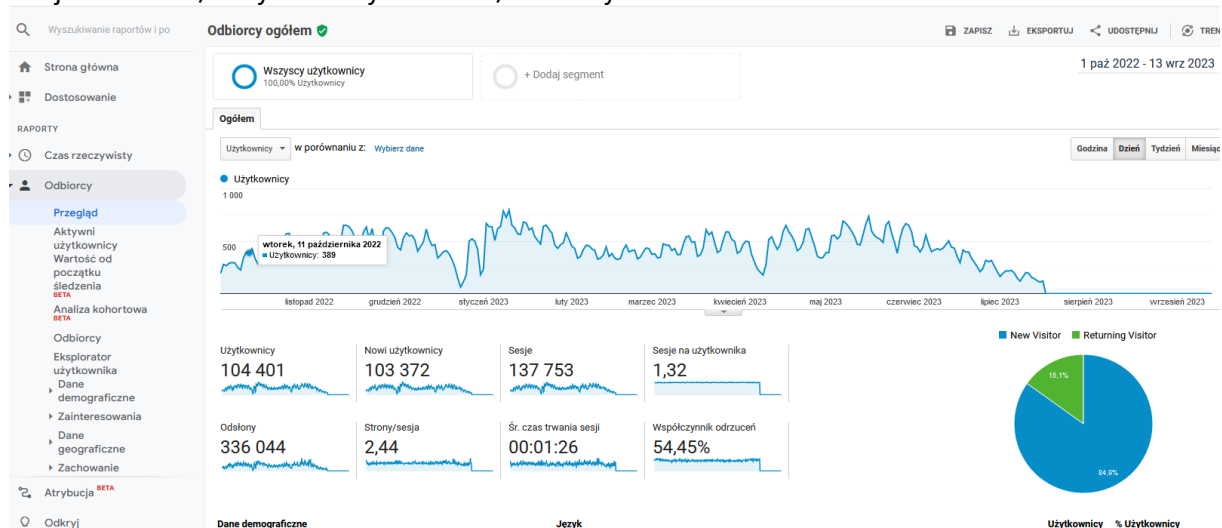 Wyszukiwanie raportów i po
Odbiorcy ogółem
ZAPISZ
EKSPORTUJ
UDOSTĘPNIJ
Strona główna
Dostosowanie
RAPORTY
Czas rzeczywisty
Odbiorcy
Przegląd
Aktywni
użytkownicy
Wartość od
początku
śledzenia
BETA
Analiza kohortowa
BETA
Odbiorcy
Eksplorator
użytkownika
Dane
demograficzne
Zainteresowania
Dane
geograficzne
Zachowanie
Atrybucja BETA
Odkryj
Wszyscy użytkownicy
100,00% Użytkownicy
+ Dodaj segment
1 paź 2022 - 13 wrz 2023
Ogółem
Użytkownicy w porównaniu z: Wybierz dane
Godzina Dzień Tydzień Miesiąc
Użytkownicy
1 000
500
wtorek, 11 października 2022
Użytkownicy: 389
listopad 2022 grudzień 2022 styczeń 2023 luty 2023 marzec 2023 kwiecień 2023 maj 2023 czerwiec 2023 lipiec 2023 sierpień 2023 wrzesień 2023
New Visitor Returning Visitor
Użytkownicy
104 401
Nowi użytkownicy
103 372
Sesje
137 753
Sesje na użytkownika
1,32
Odsłony
336 044
Strony/sesja
2,44
Śr. czas trwania sesji
00:01:26
Współczynnik odrzuceń
54,45%
15,1%
84,9%
Dane demograficzne
Język
Użytkownicy % Użytkownicy